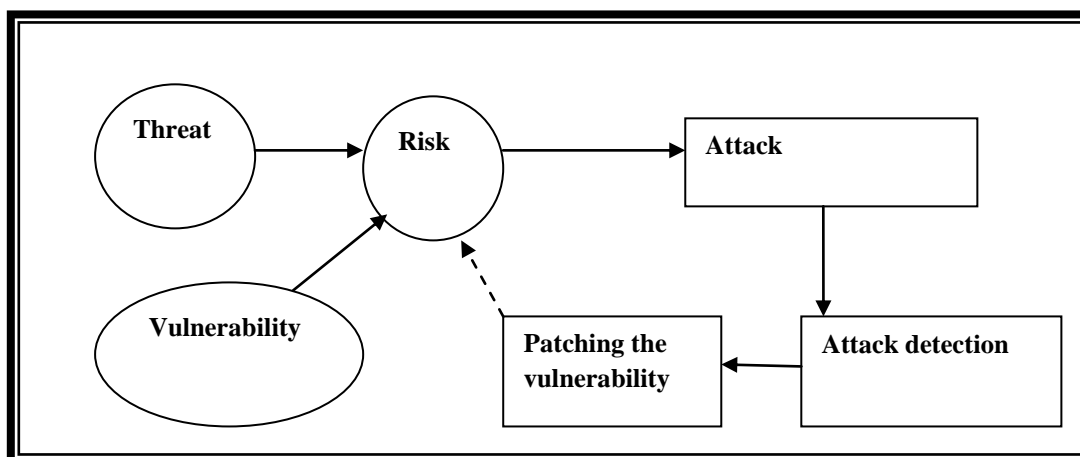 Threat
Risk
Attack
Vulnerability
Patching the
vulnerability
Attack detection